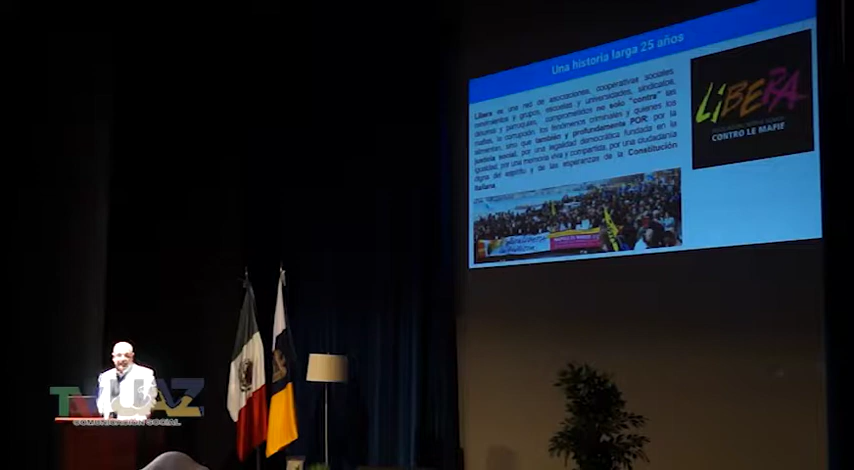 Una historia larga 25 años
Libera es una red de asociaciones, cooperativas sociales
movimientos y grupos, escuelas y universidades, sindicatos,
diócesis y parroquias, comprometidos no solo "contra" las
mafias, la corrupción, los fenómenos criminales y quienes los
alimentan, sino que también y profundamente POR: por la
justicia social, por una legalidad democrática fundada en la
igualdad, por una memoria viva y compartida, por una ciudadanía
digna del espíritu y de las esperanzas de la Constitución
Italiana
LiBERA
CONTRO LE MAFIE
TV UAZ
COMUNICACIÓN SOCIAL